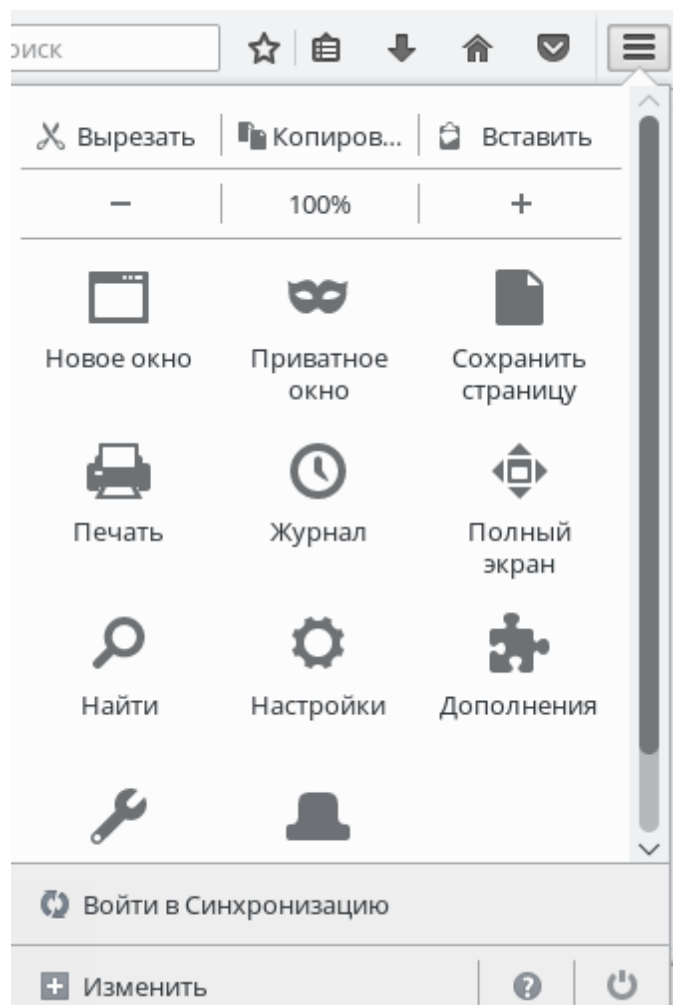 оиск
Вырезать Копиров... Вставить
− 100% +
Новое окно Приватное окно Сохранить страницу
Печать Журнал Полный экран
Найти Настройки Дополнения
Войти в Синхронизацию
Изменить